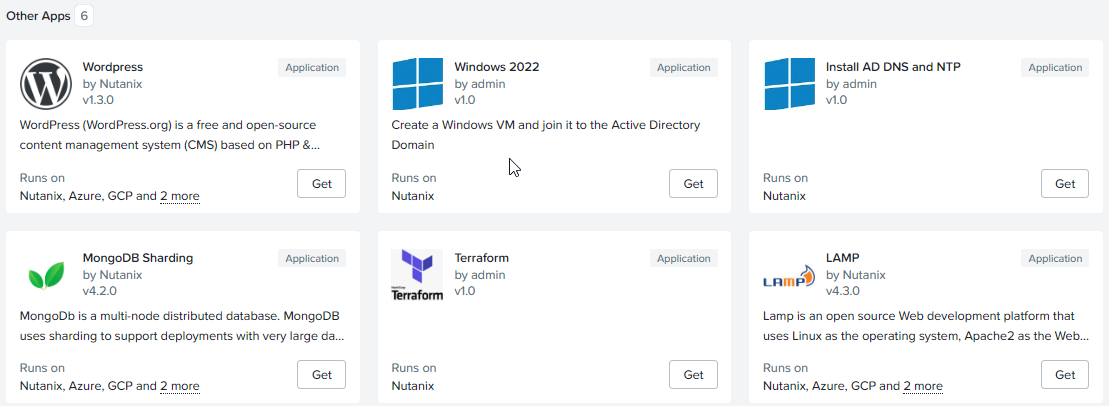 Other Apps 6
Wordpress
Application
by Nutanix
v1.3.0
WordPress (WordPress.org) is a free and open-source
content management system (CMS) based on PHP &...
Runs on
Nutanix, Azure, GCP and 2 more
Get
Windows 2022
Application
by admin
v1.0
Create a Windows VM and join it to the Active Directory
Domain
Runs on
Nutanix
Get
Install AD DNS and NTP
Application
by admin
v1.0
Runs on
Nutanix
Get
MongoDB Sharding
Application
by Nutanix
v4.2.0
MongoDb is a multi-node distributed database. MongoDB
uses sharding to support deployments with very large da...
Runs on
Nutanix, Azure, GCP and 2 more
Get
Terraform
Terraform
Application
by admin
v1.0
Runs on
Nutanix
Get
LAMP
LAMP
Application
by Nutanix
v4.3.0
Lamp is an open source Web development platform that
uses Linux as the operating system, Apache2 as the Web...
Runs on
Nutanix, Azure, GCP and 2 more
Get